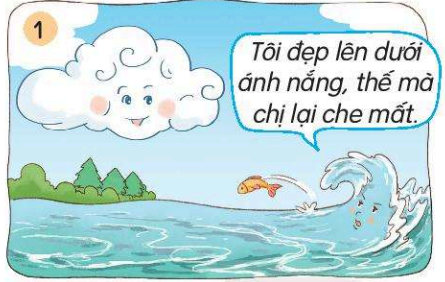 1
Tôi đẹp lên dưới
ánh nắng, thế mà
chị lại che mất.